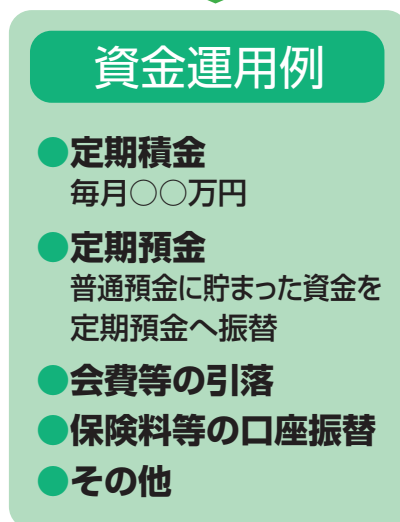 資金運用例
●定期積金
毎月○○万円
●定期預金
普通預金に貯まった資金を
定期預金へ振替
●会費等の引落
●保険料等の口座振替
●その他